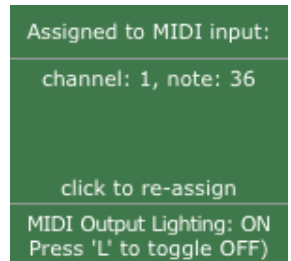 Assigned to MIDI input:
channel: 1, note: 36
click to re-assign
MIDI Output Lighting: ON
Press 'L' to toggle OFF)